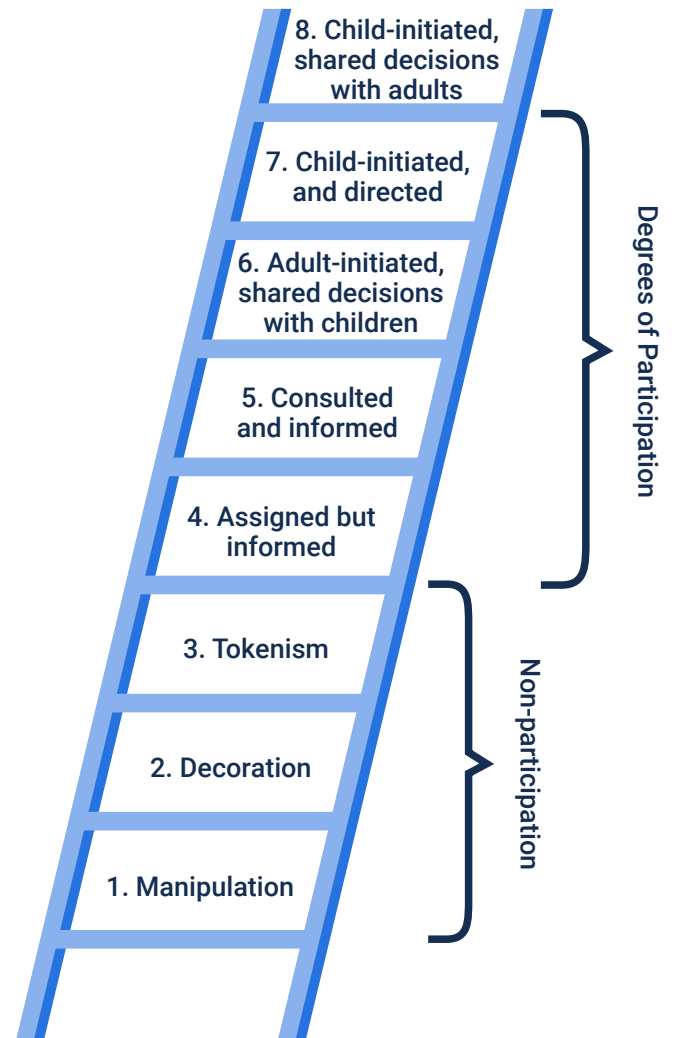 8. Child-initiated,
shared decisions
with adults
7. Child-initiated,
and directed
6. Adult-initiated,
shared decisions
with children
5. Consulted
and informed
4. Assigned but
informed
Degrees of Participation
3. Tokenism
2. Decoration
1. Manipulation
Non-participation